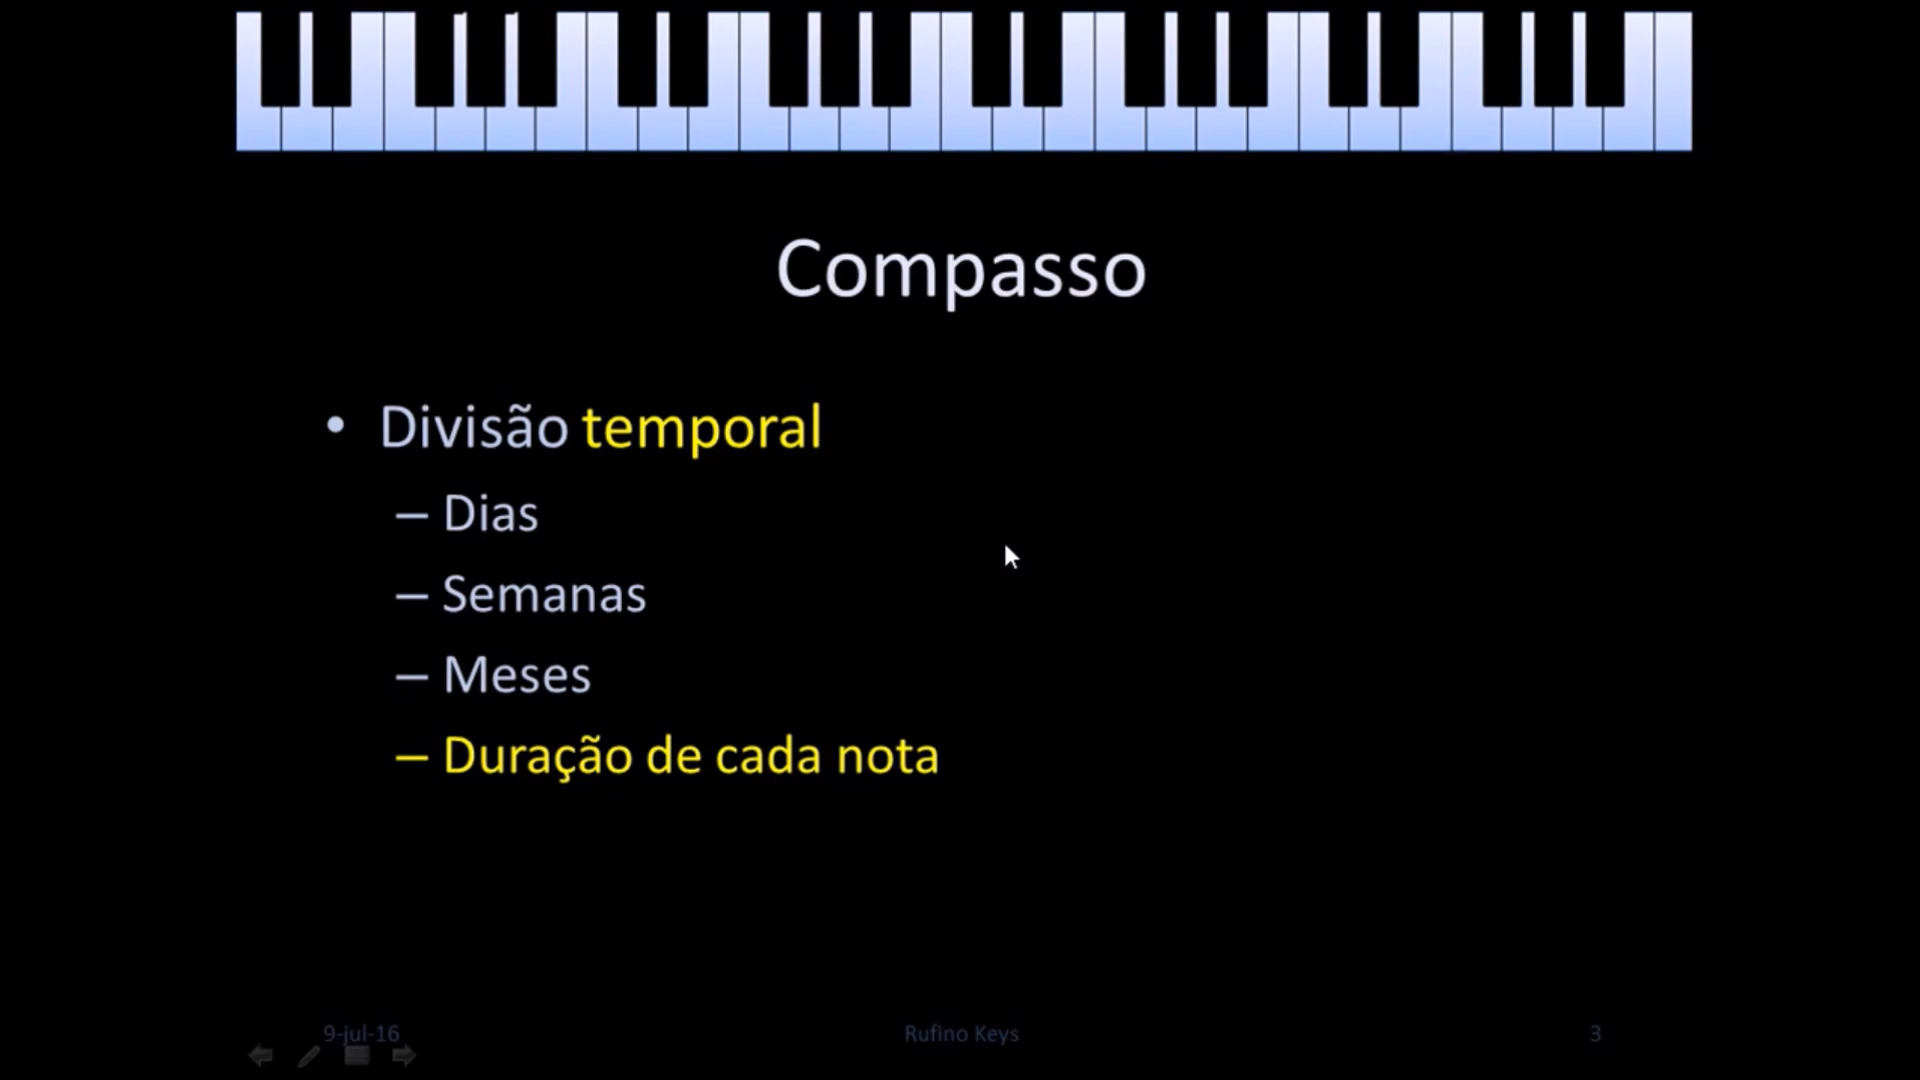 Compasso
• Divisão temporal
– Dias
– Semanas
– Meses
– Duração de cada nota
9-jul-16 Rufino Keys 3